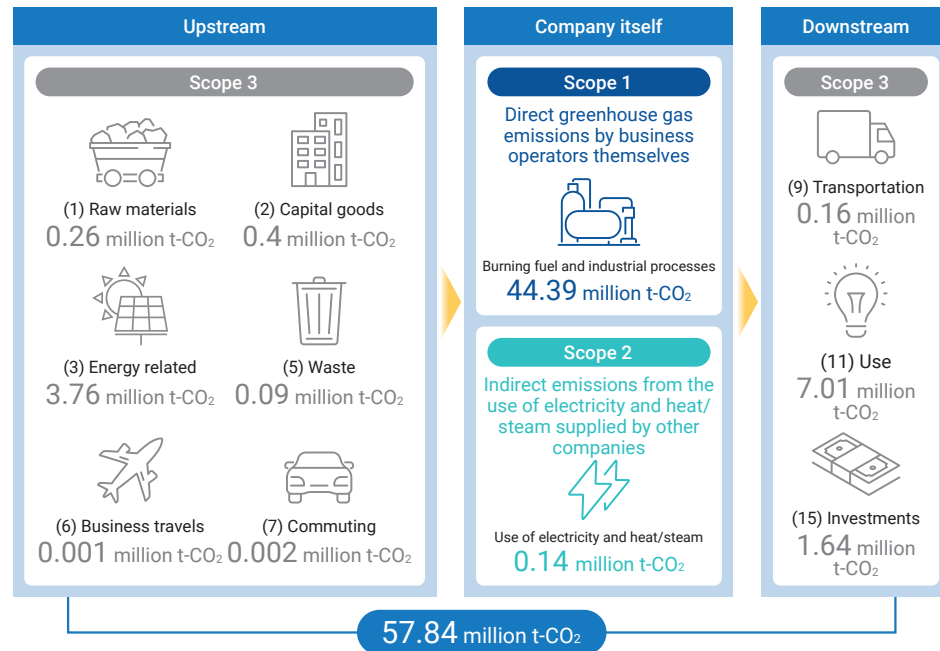 Upstream
Scope 3
(1) Raw materials
0.26 million t-CO₂
(2) Capital goods
0.4 million t-CO₂
(3) Energy related
3.76 million t-CO₂
(5) Waste
0.09 million t-CO₂
(6) Business travels
0.001 million t-CO₂
(7) Commuting
0.002 million t-CO₂
Company itself
Scope 1
Direct greenhouse gas
emissions by business
operators themselves
Burning fuel and industrial processes
44.39 million t-CO₂
Scope 2
Indirect emissions from the
use of electricity and heat/
steam supplied by other
companies
Use of electricity and heat/steam
0.14 million t-CO₂
Downstream
Scope 3
(9) Transportation
0.16 million
t-CO₂
(11) Use
7.01 million
t-CO₂
(15) Investments
1.64 million
t-CO₂
57.84 million t-CO₂